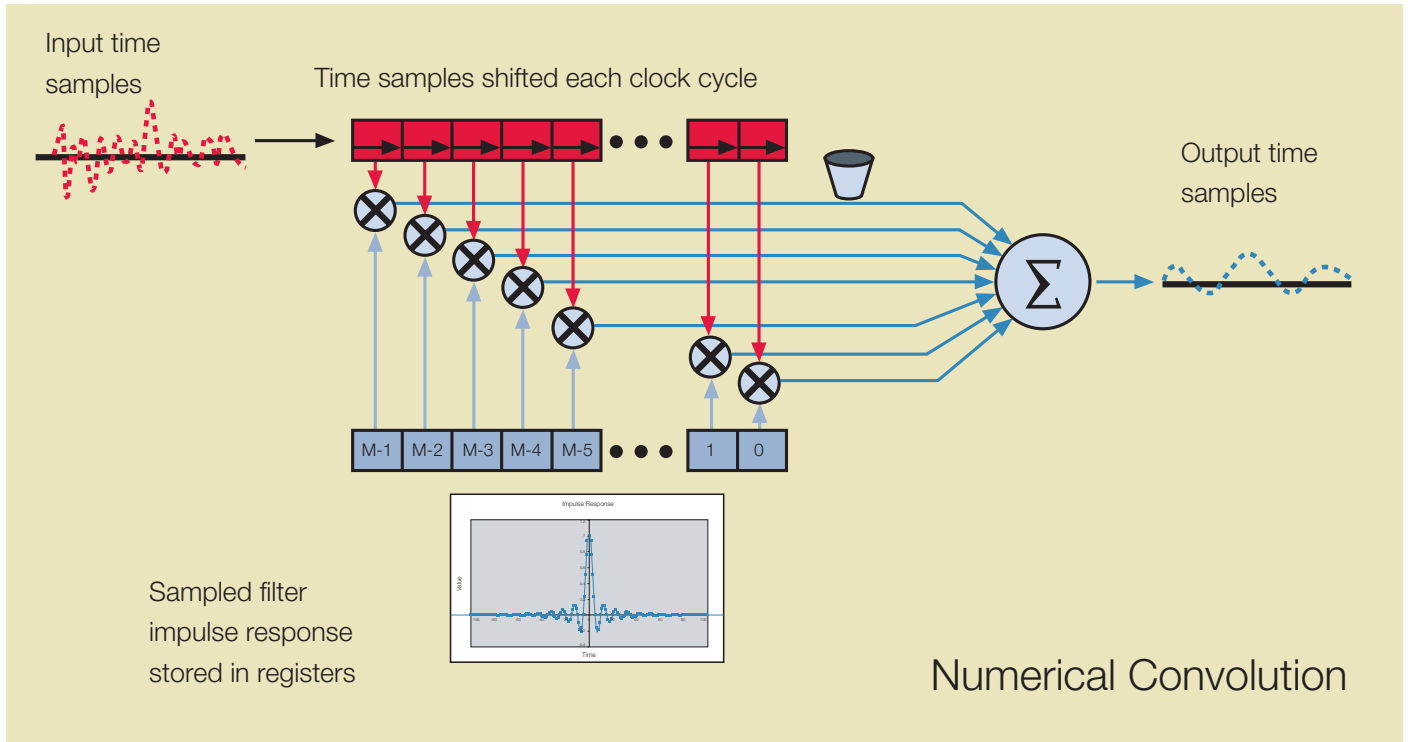 Input time
samples
Time samples shifted each clock cycle
Output time
samples
Σ
M-1 M-2 M-3 M-4 M-5 1 0
Impulse Response
Value
Time
Sampled filter
impulse response
stored in registers
Numerical Convolution